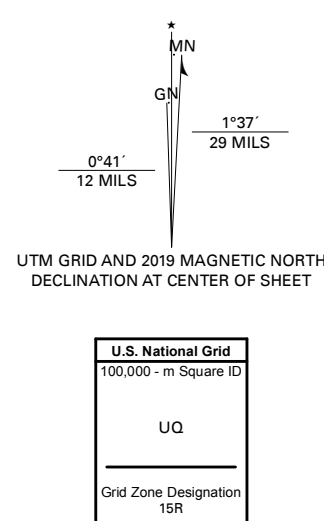 ★
MN
GN
1°37´
29 MILS
0°41´
12 MILS
UTM GRID AND 2019 MAGNETIC NORTH
DECLINATION AT CENTER OF SHEET
U.S. National Grid
100,000 - m Square ID
UQ
Grid Zone Designation
15R